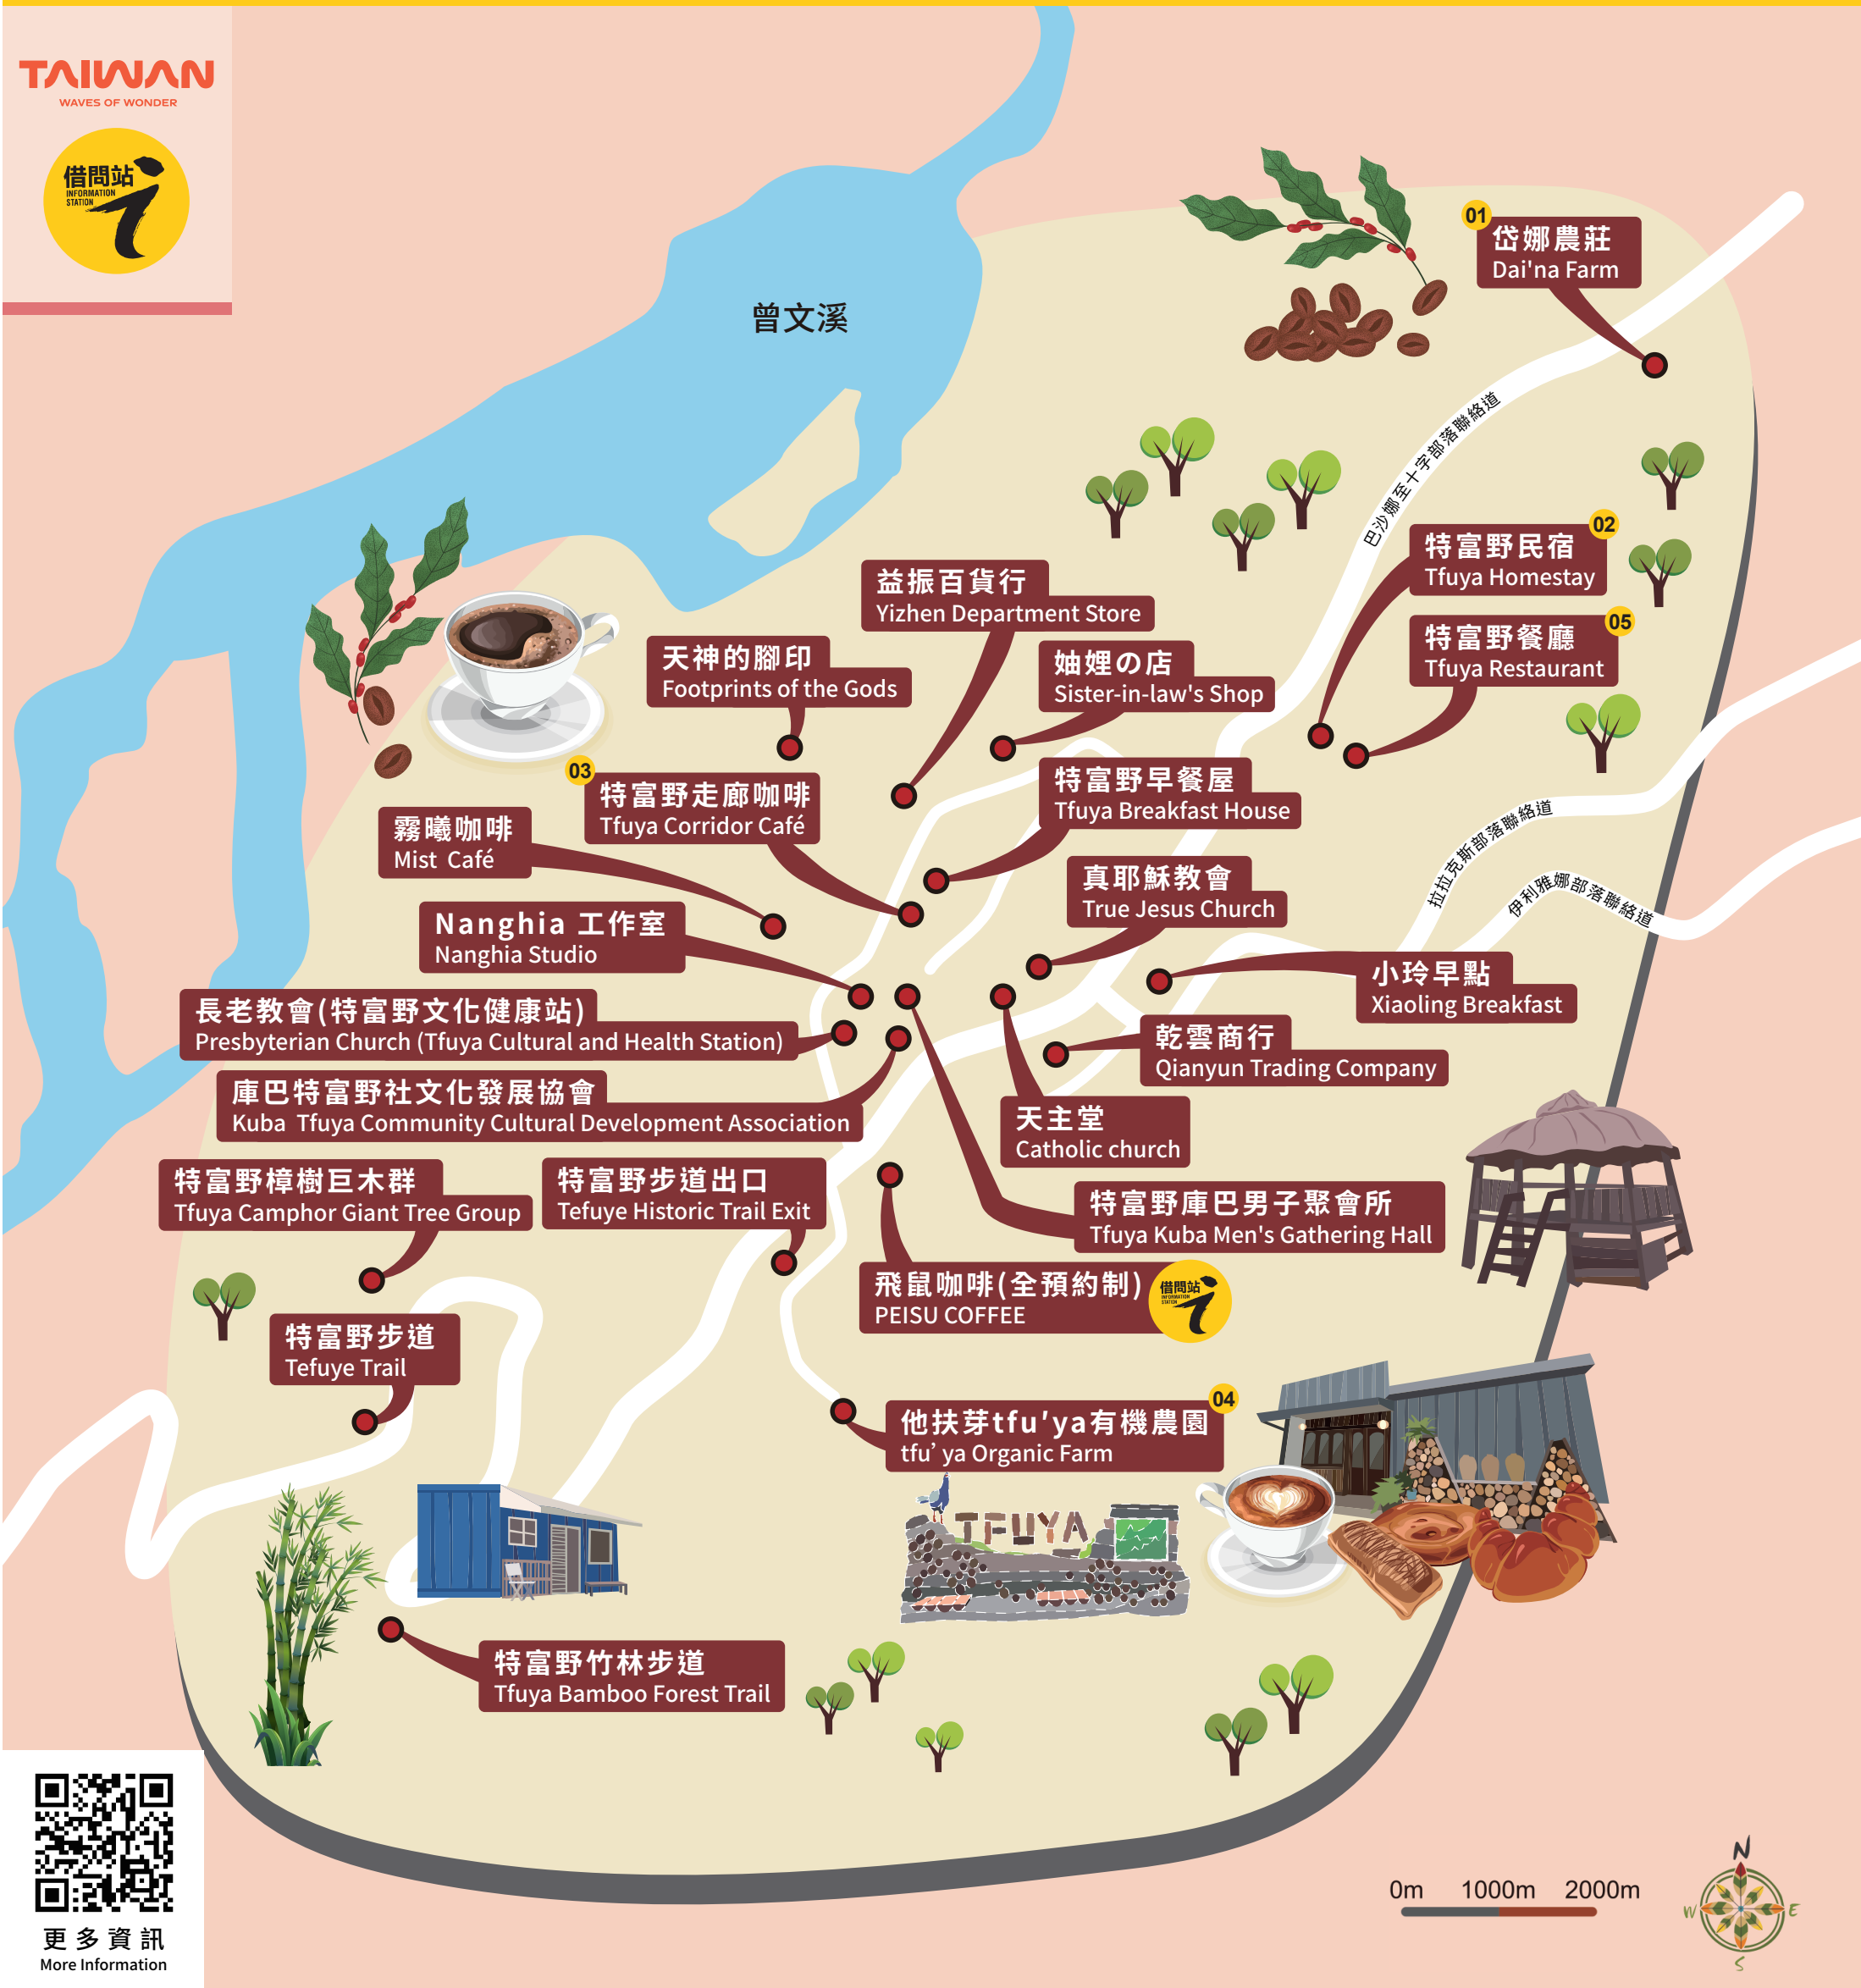 TAIWAN
WAVES OF WONDER
借問站
INFORMATION
STATION
曾文溪
01
岱娜農莊
Dai'na Farm
巴沙娜至十字部落聯絡道
02
特富野民宿
Tfuya Homestay
05
特富野餐廳
Tfuya Restaurant
益振百貨行
Yizhen Department Store
天神的腳印
Footprints of the Gods
妯娌の店
Sister-in-law's Shop
03
特富野走廊咖啡
Tfuya Corridor Café
特富野早餐屋
Tfuya Breakfast House
霧曦咖啡
Mist Café
拉拉克斯部落聯絡道
伊利雅娜部落聯絡道
真耶穌教會
True Jesus Church
Nanghia 工作室
Nanghia Studio
小玲早點
Xiaoling Breakfast
長老教會(特富野文化健康站)
Presbyterian Church (Tfuya Cultural and Health Station)
乾雲商行
Qianyun Trading Company
庫巴特富野社文化發展協會
Kuba Tfuya Community Cultural Development Association
天主堂
Catholic church
特富野樟樹巨木群
Tfuya Camphor Giant Tree Group
特富野步道出口
Tefuye Historic Trail Exit
特富野庫巴男子聚會所
Tfuya Kuba Men's Gathering Hall
飛鼠咖啡(全預約制)
PEISU COFFEE
借問站
INFORMATION
STATION
特富野步道
Tefuye Trail
04
他扶芽tfu'ya有機農園
tfu’ ya Organic Farm
TFUYA
特富野竹林步道
Tfuya Bamboo Forest Trail
更多資訊
More Information
0m 1000m 2000m
N
W E
S